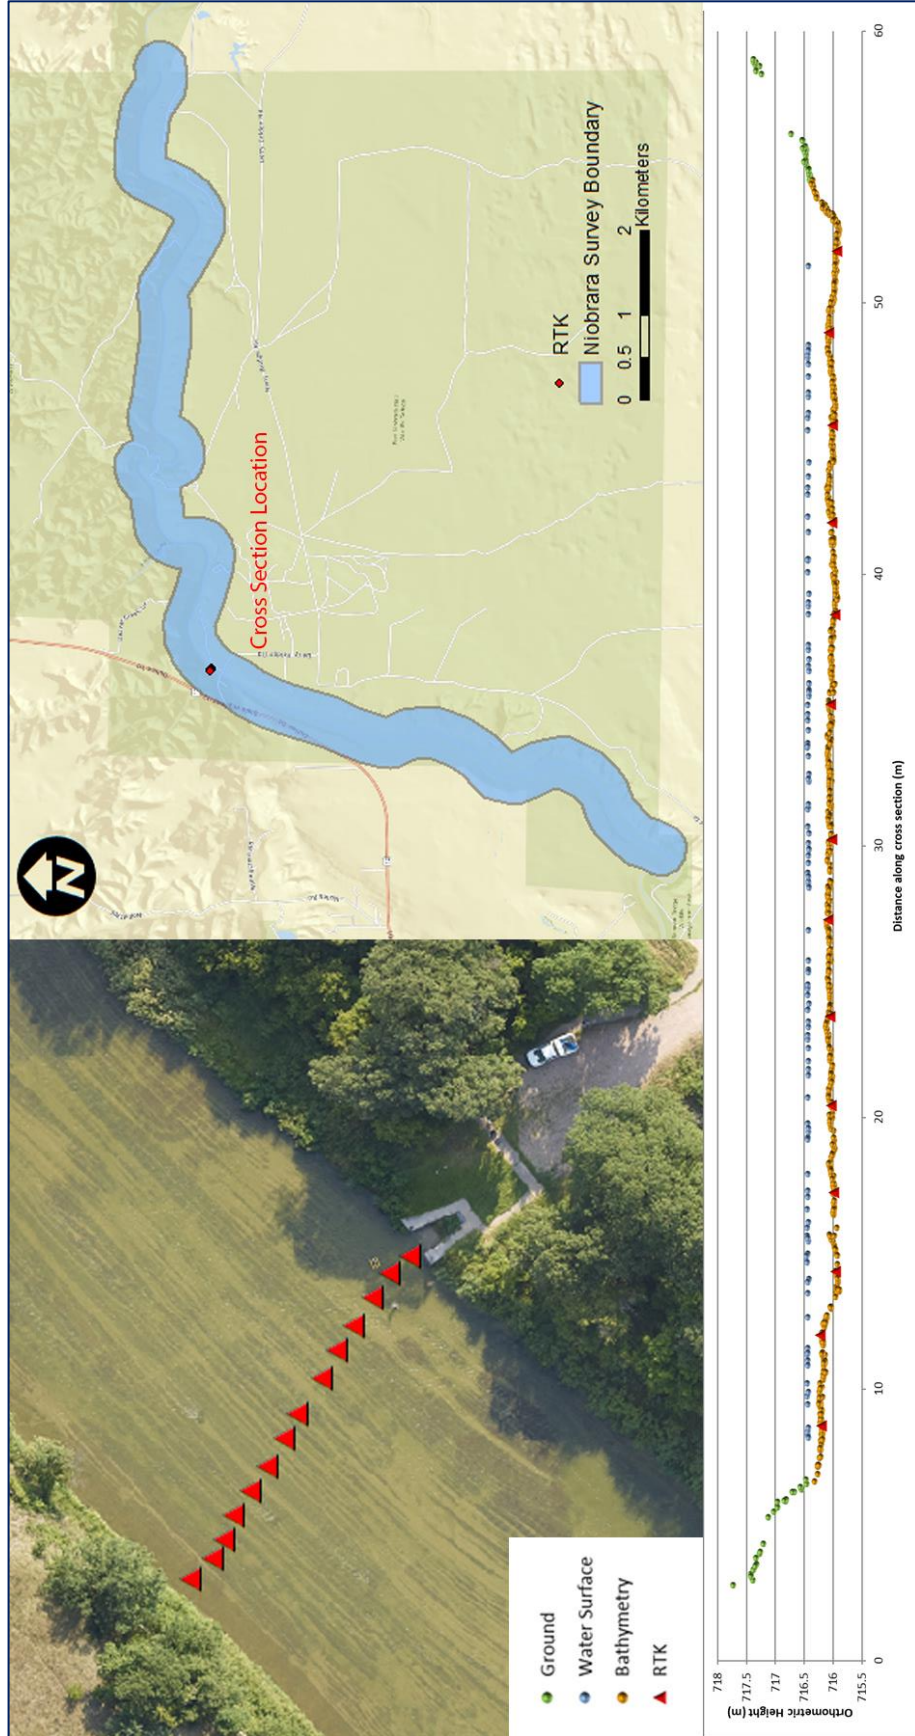 Ground
Water Surface
Bathymetry
RTK
N
Cross Section Location
RTK
Niobrara Survey Boundary
0 0.5 1 2
Kilometers
Orthometric Height (m)
718
717.5
717
716.5
716
715.5
0 10 20 30 40 50 60
Distance along cross section (m)